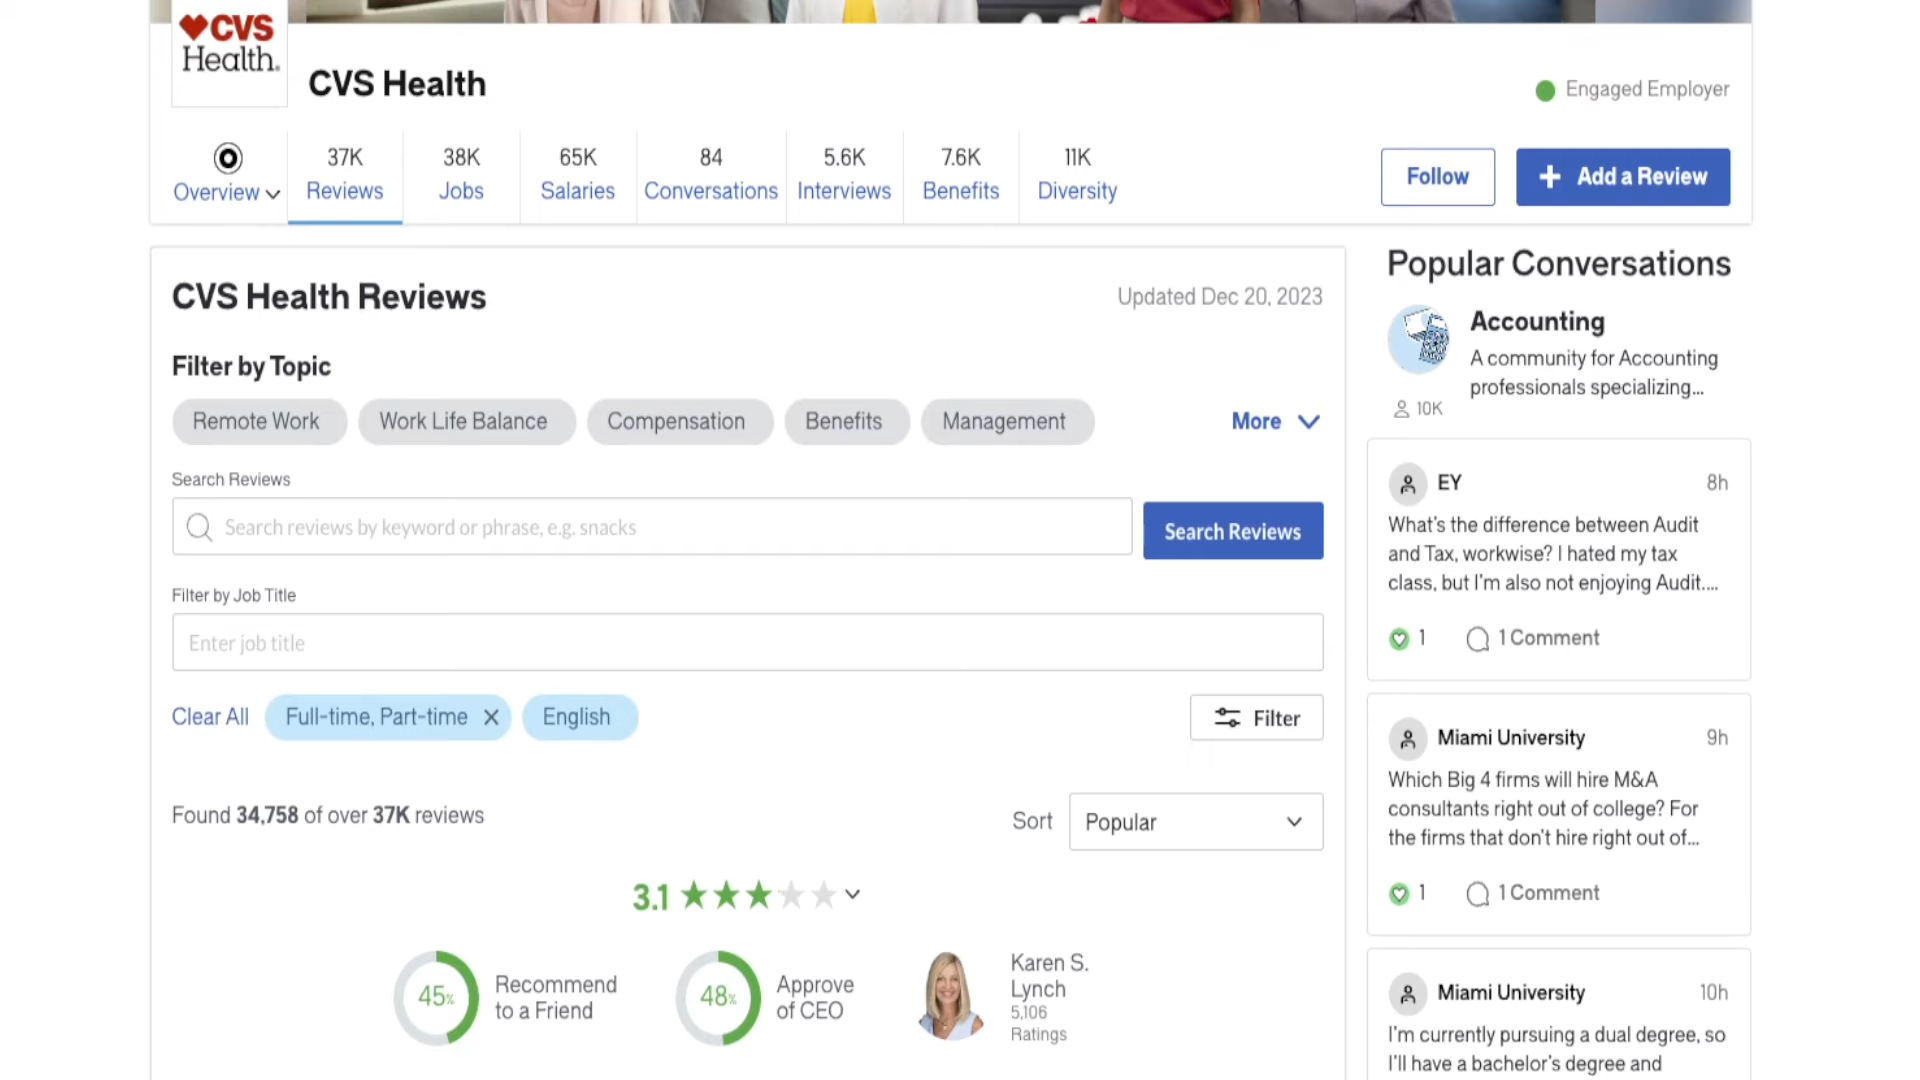 CVS
Health.
CVS Health
Engaged Employer
Overview
37K
Reviews
38K
Jobs
65K
Salaries
84
Conversations
5.6K
Interviews
7.6K
Benefits
11K
Diversity
Follow
+ Add a Review
CVS Health Reviews
Updated Dec 20, 2023
Filter by Topic
Remote Work
Work Life Balance
Compensation
Benefits
Management
More
Search Reviews
Search reviews by keyword or phrase, e.g. snacks
Search Reviews
Filter by Job Title
Enter job title
Clear All
Full-time, Part-time
English
Filter
Found 34,758 of over 37K reviews
Sort
Popular
3.1
45%
Recommend
to a Friend
48%
Approve
of CEO
Karen S.
Lynch
5,106
Ratings
Popular Conversations
Accounting
A community for Accounting
professionals specializing...
10K
EY
8h
What's the difference between Audit
and Tax, workwise? I hated my tax
class, but I'm also not enjoying Audit....
1
1 Comment
Miami University
9h
Which Big 4 firms will hire M&A
consultants right out of college? For
the firms that don't hire right out of...
1
1 Comment
Miami University
10h
I'm currently pursuing a dual degree, so
I'll have a bachelor's degree and